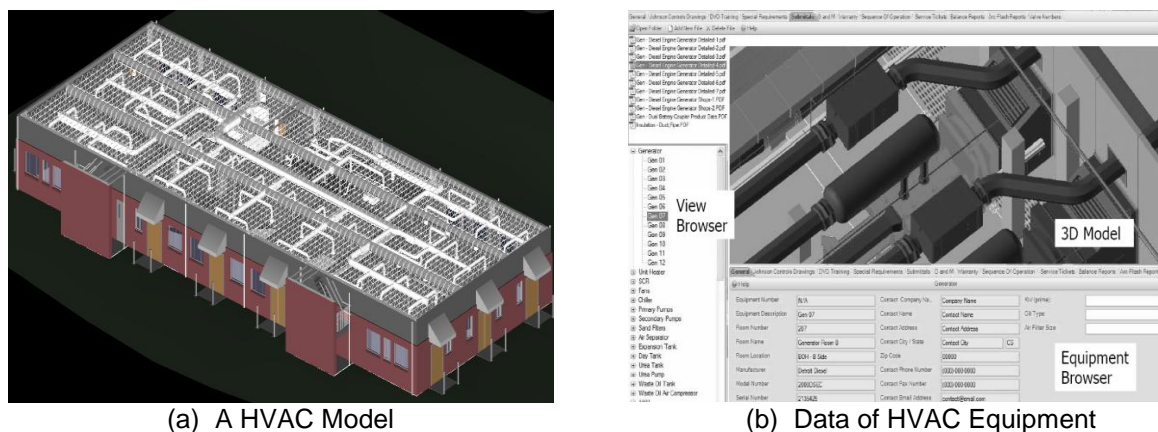 General Johnson Controls Drawings DVD Training Special Requirements Submittals O and M Warranty Sequence Of Operation Service Tickets Balance Reports Arc Flash Reports Valve Numbers
Open Folder Add New File Delete File Help
Gen - Diesel Engine Generator Detailed-1.pdf
Gen - Diesel Engine Generator Detailed-2.pdf
Gen - Diesel Engine Generator Detailed-3.pdf
Gen - Diesel Engine Generator Detailed-4.pdf
Gen - Diesel Engine Generator Detailed-5.pdf
Gen - Diesel Engine Generator Detailed-6.pdf
Gen - Diesel Engine Generator Detailed-7.pdf
Gen - Diesel Engine Generator Shops-1.PDF
Gen - Diesel Engine Generator Shops-2.PDF
Gen - Dual Battery Coupler Product Data.PDF
Insulation - Duct,Pipe.PDF
Generator
Gen 01
Gen 02
Gen 03
Gen 04
Gen 05
Gen 06
Gen 07
Gen 08
Gen 09
Gen 10
Gen 11
Gen 12
Unit Heater
SCR
Fans
Chiller
Primary Pumps
Secondary Pumps
Sand Filters
Air Separator
Expansion Tank
Day Tank
Urea Tank
Urea Pump
Waste Oil Tank
Waste Oil Air Compressor
View
Browser
3D Model
General Johnson Controls Drawings DVD Training Special Requirements Submittals O and M Warranty Sequence Of Operation Service Tickets Balance Reports Arc Flash Report
Help Generator
Equipment Number N/A Contact Company Na.. Company Name KW (prime)
Equipment Description Gen 07 Contact Name Contact Name Oil Type
Room Number 207 Contact Address Contact Address Air Filter Size
Room Name Generator Room B Contact City / State Contact City CS
Room Location BOH - B Side Zip Code 00000
Manufacturer Detroit Diesel Contact Phone Number (000)-000-0000
Model Number Contact Fax Number (000)-000-0000
Serial Number Contact Email Address contact@email.com
Equipment
Browser
(a) A HVAC Model
(b) Data of HVAC Equipment